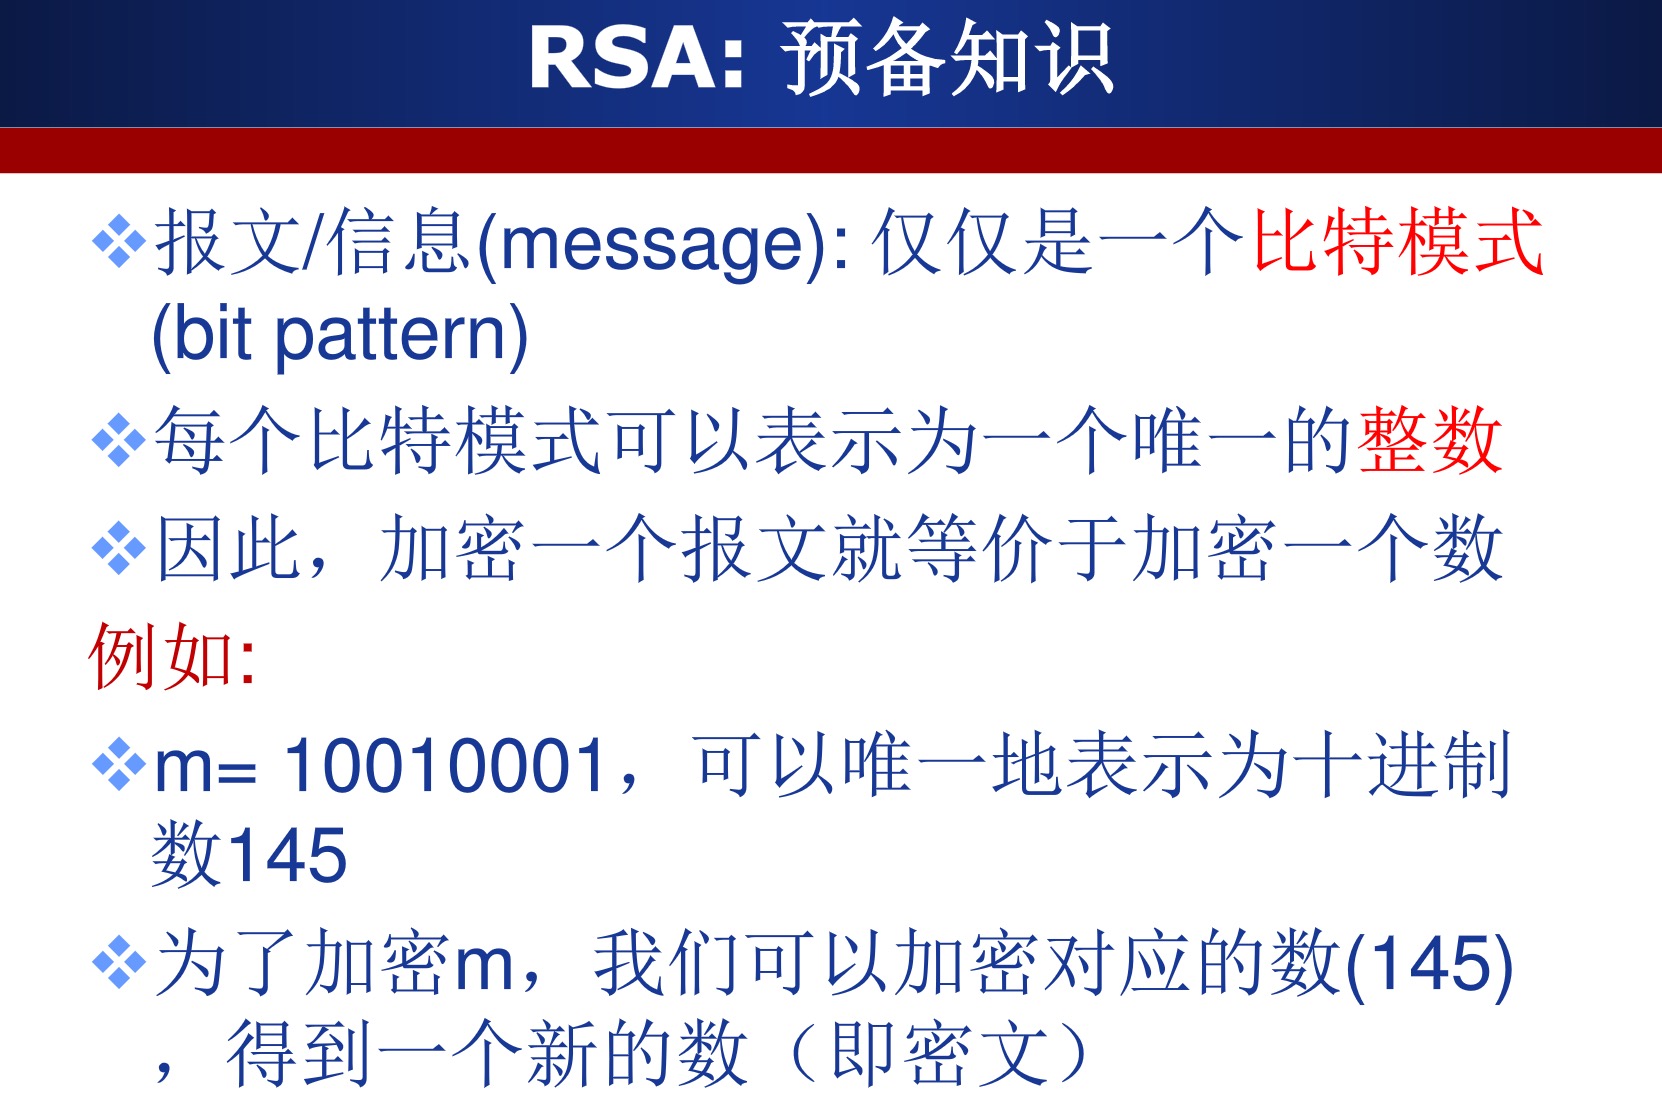 RSA: 预备知识
报文/信息(message): 仅仅是一个比特模式
(bit pattern)
每个比特模式可以表示为一个唯一的整数
因此，加密一个报文就等价于加密一个数
例如:
m= 10010001，可以唯一地表示为十进制
数145
为了加密m，我们可以加密对应的数(145)
，得到一个新的数（即密文）